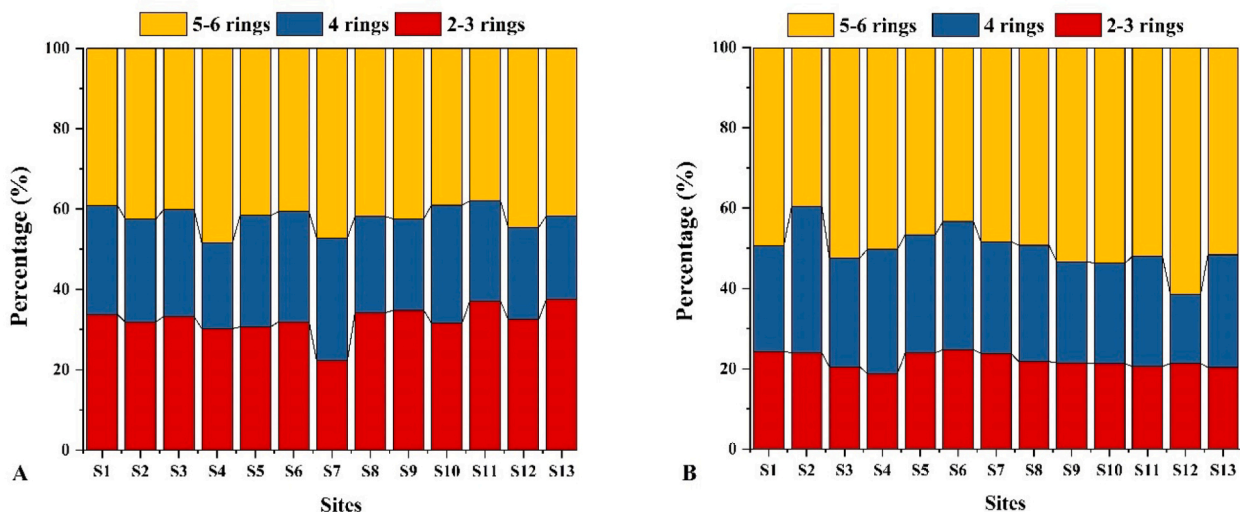 5-6 rings 4 rings 2-3 rings
100
80
60
40
20
0
Percentage (%)
S1 S2 S3 S4 S5 S6 S7 S8 S9 S10 S11 S12 S13
A
Sites
5-6 rings 4 rings 2-3 rings
100
80
60
40
20
0
Percentage (%)
S1 S2 S3 S4 S5 S6 S7 S8 S9 S10 S11 S12 S13
B
Sites